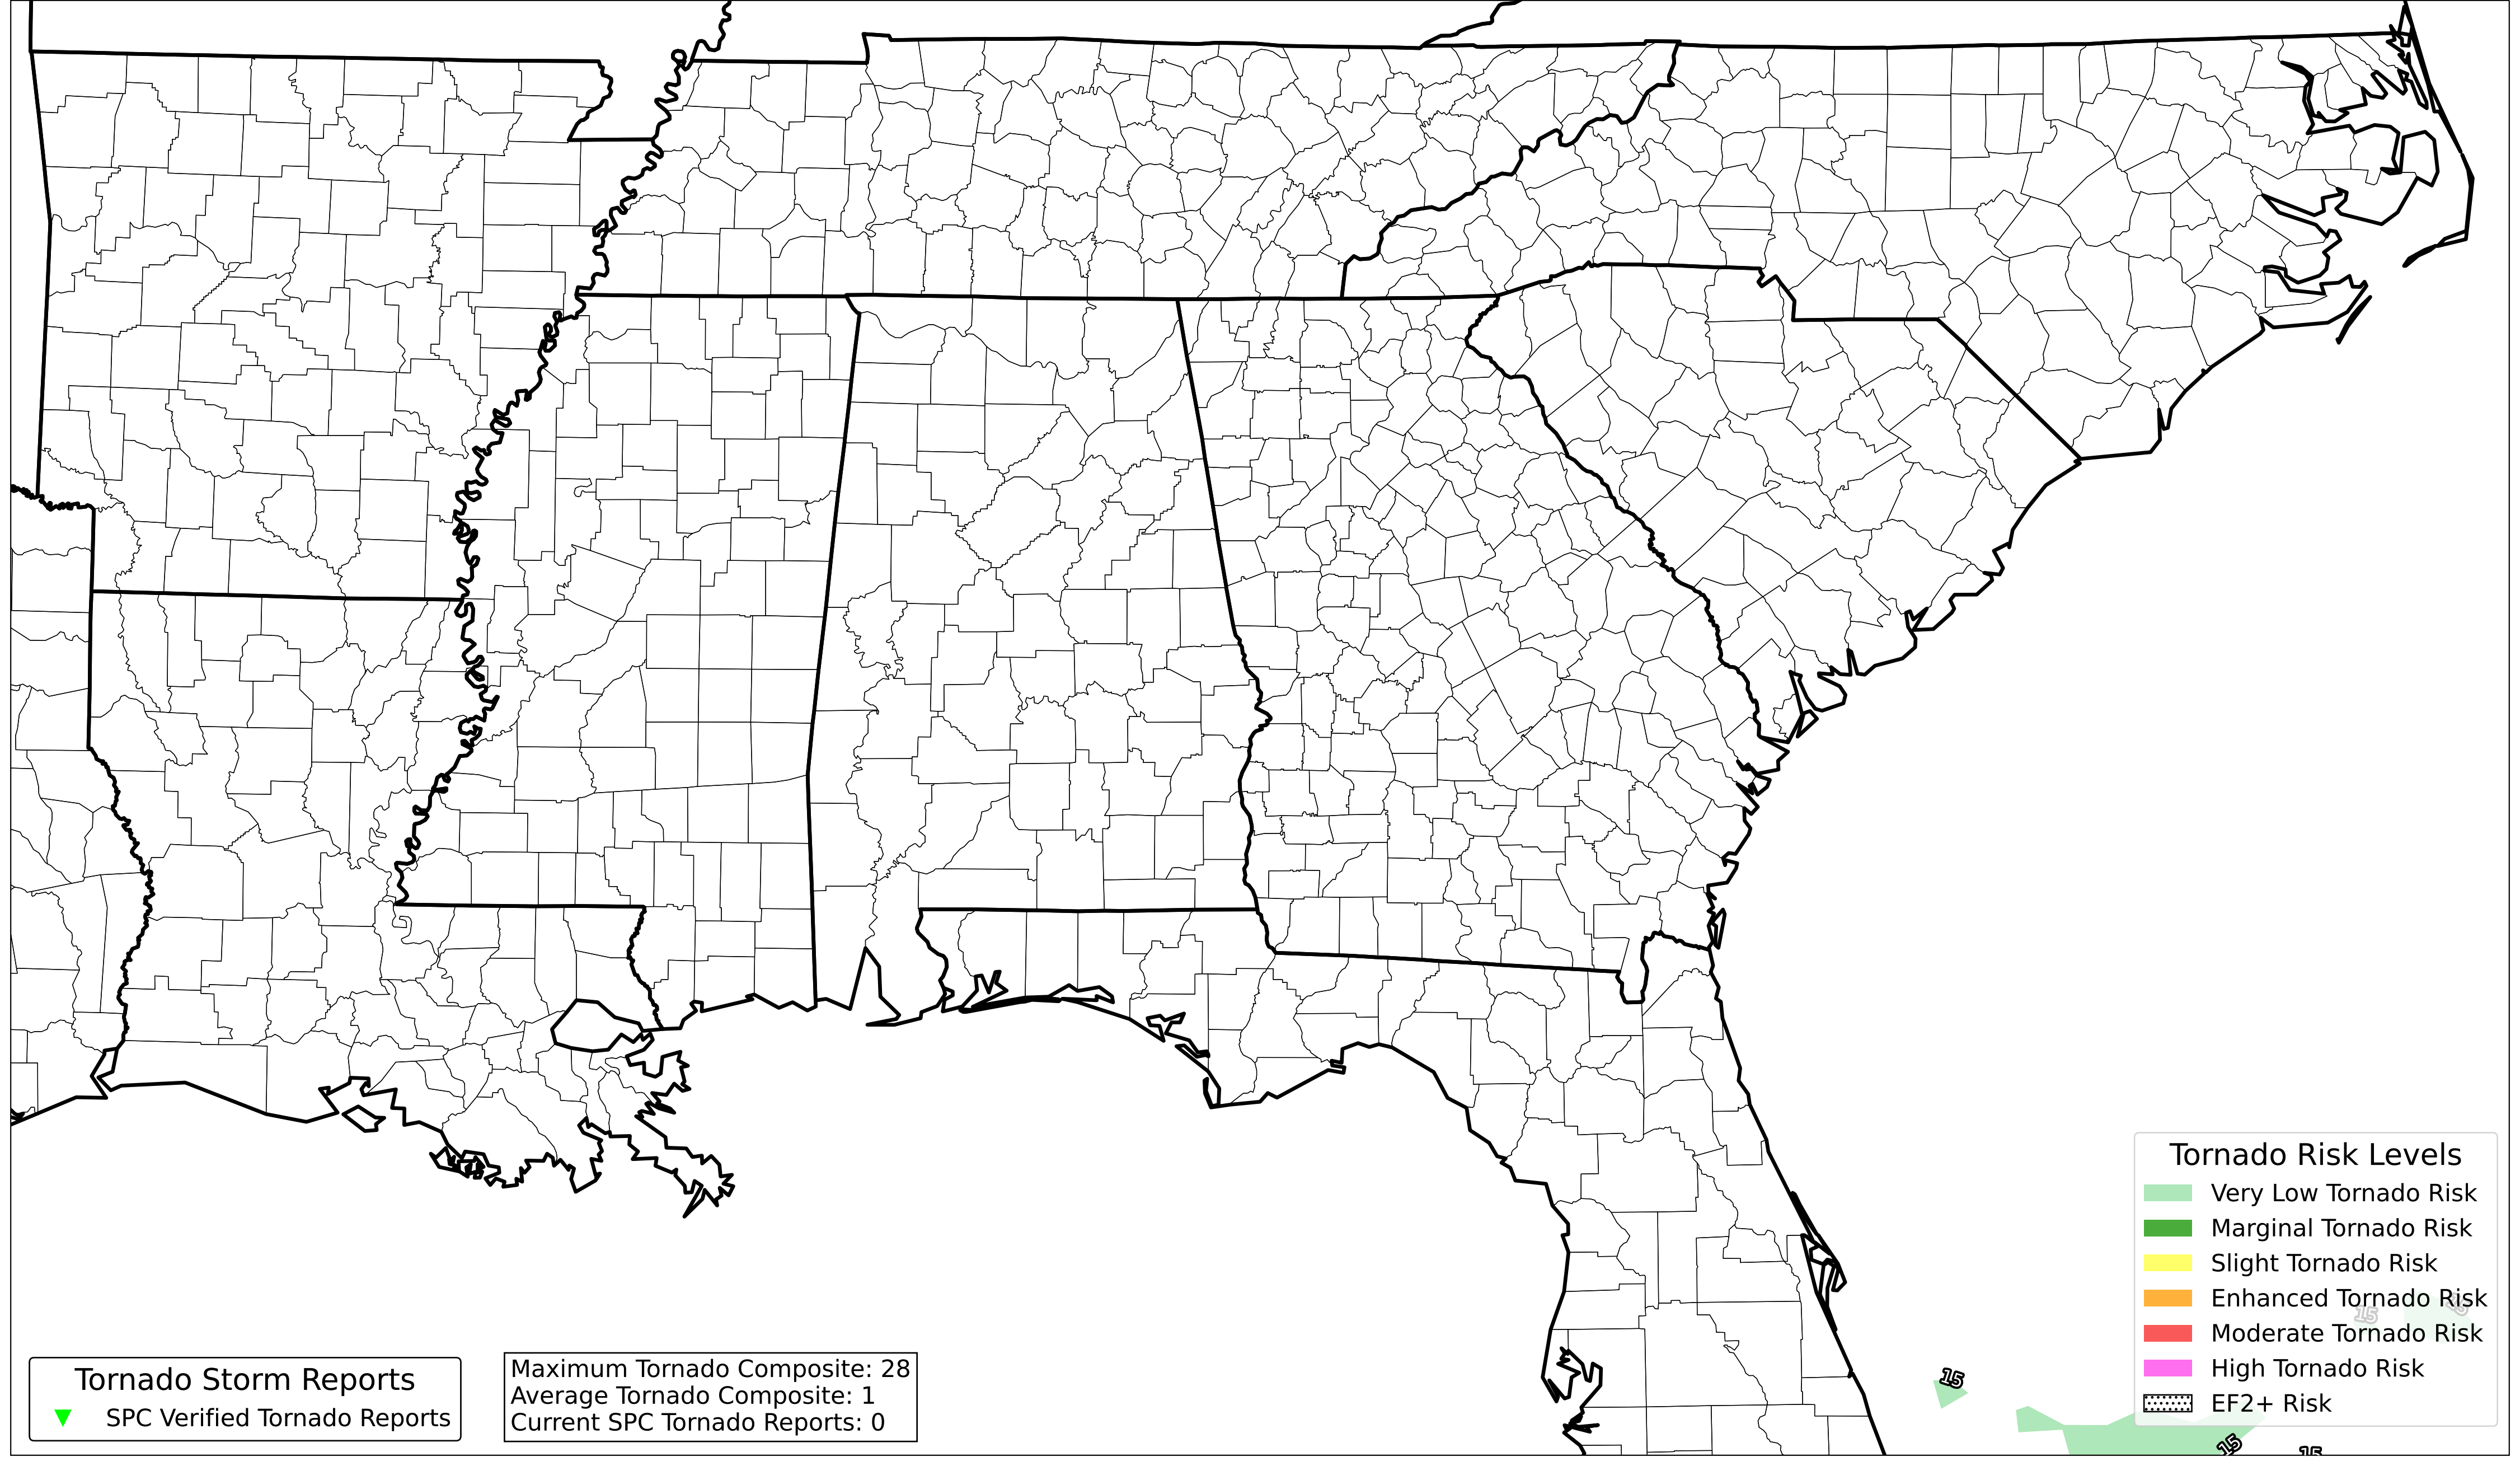 Tornado Risk Levels
Very Low Tornado Risk
Marginal Tornado Risk
Slight Tornado Risk
Enhanced Tornado Risk
15
Moderate Tornado Risk
High Tornado Risk
EF2+ Risk
15
15
15
Tornado Storm Reports
SPC Verified Tornado Reports
Maximum Tornado Composite: 28
Average Tornado Composite: 1
Current SPC Tornado Reports: 0